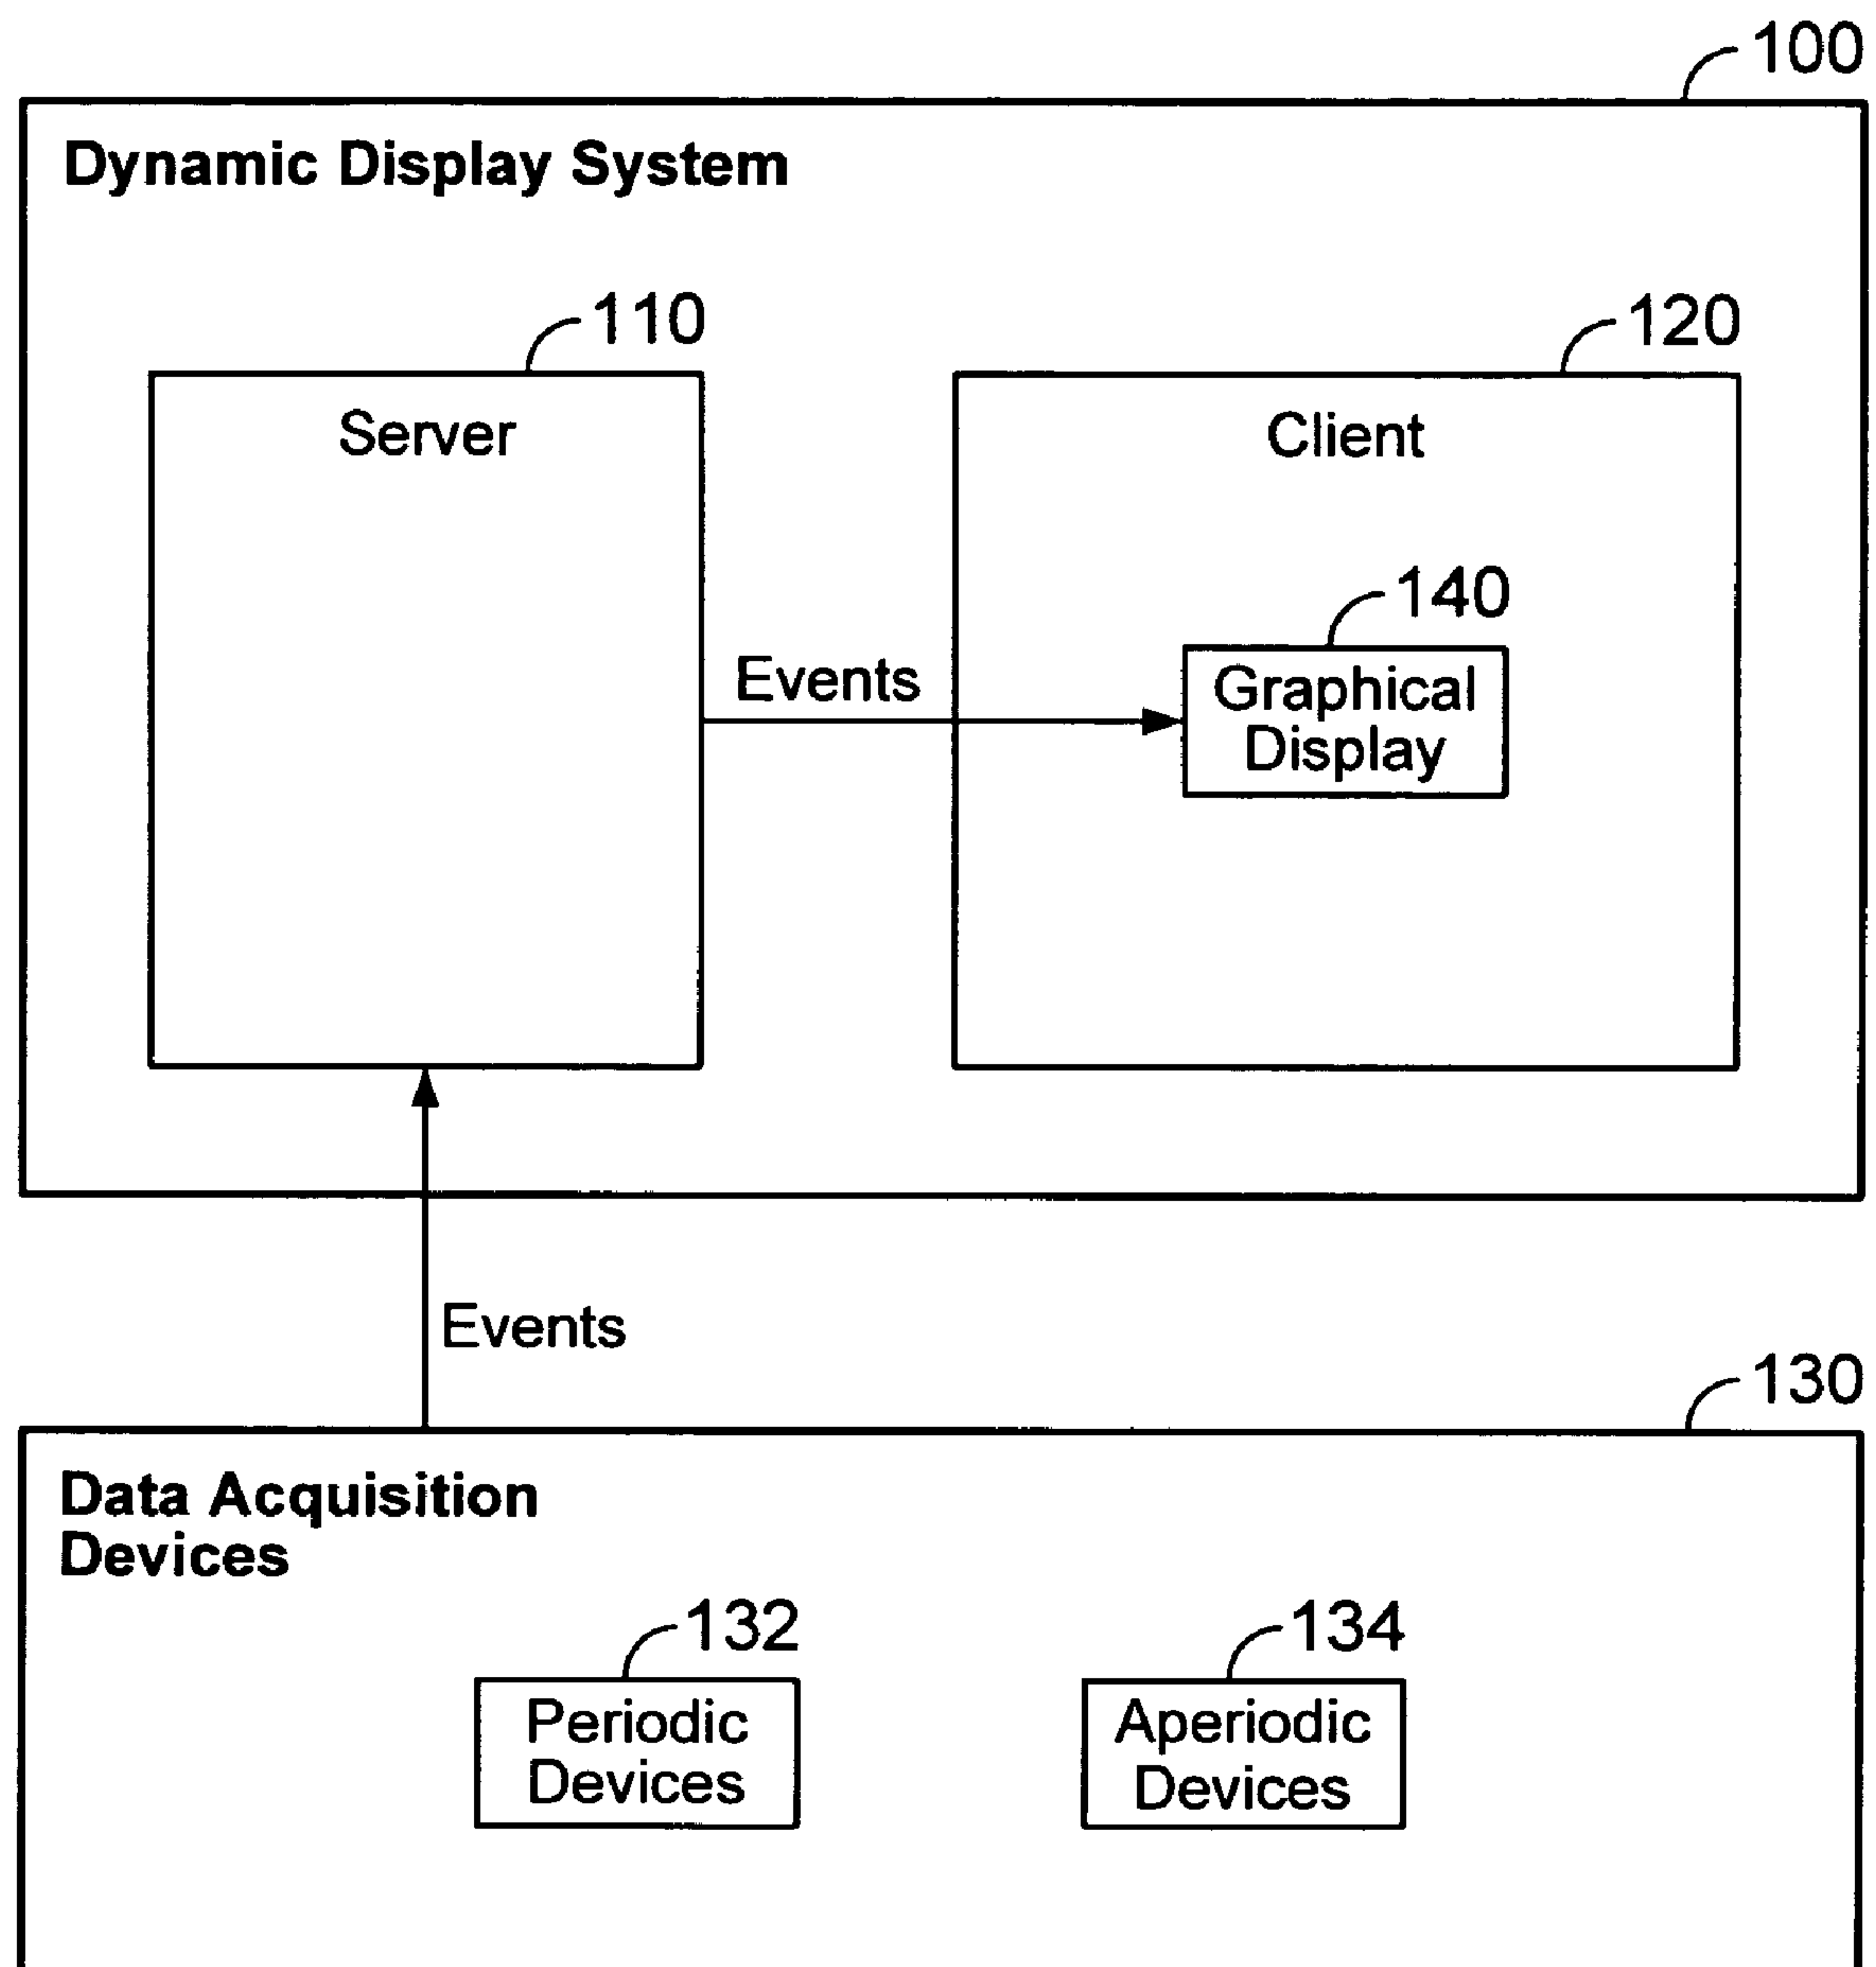 100
Dynamic Display System
110
120
Server
Client
140
Events
Graphical
Display
Events
130
Data Acquisition
Devices
132
134
Periodic
Devices
Aperiodic
Devices